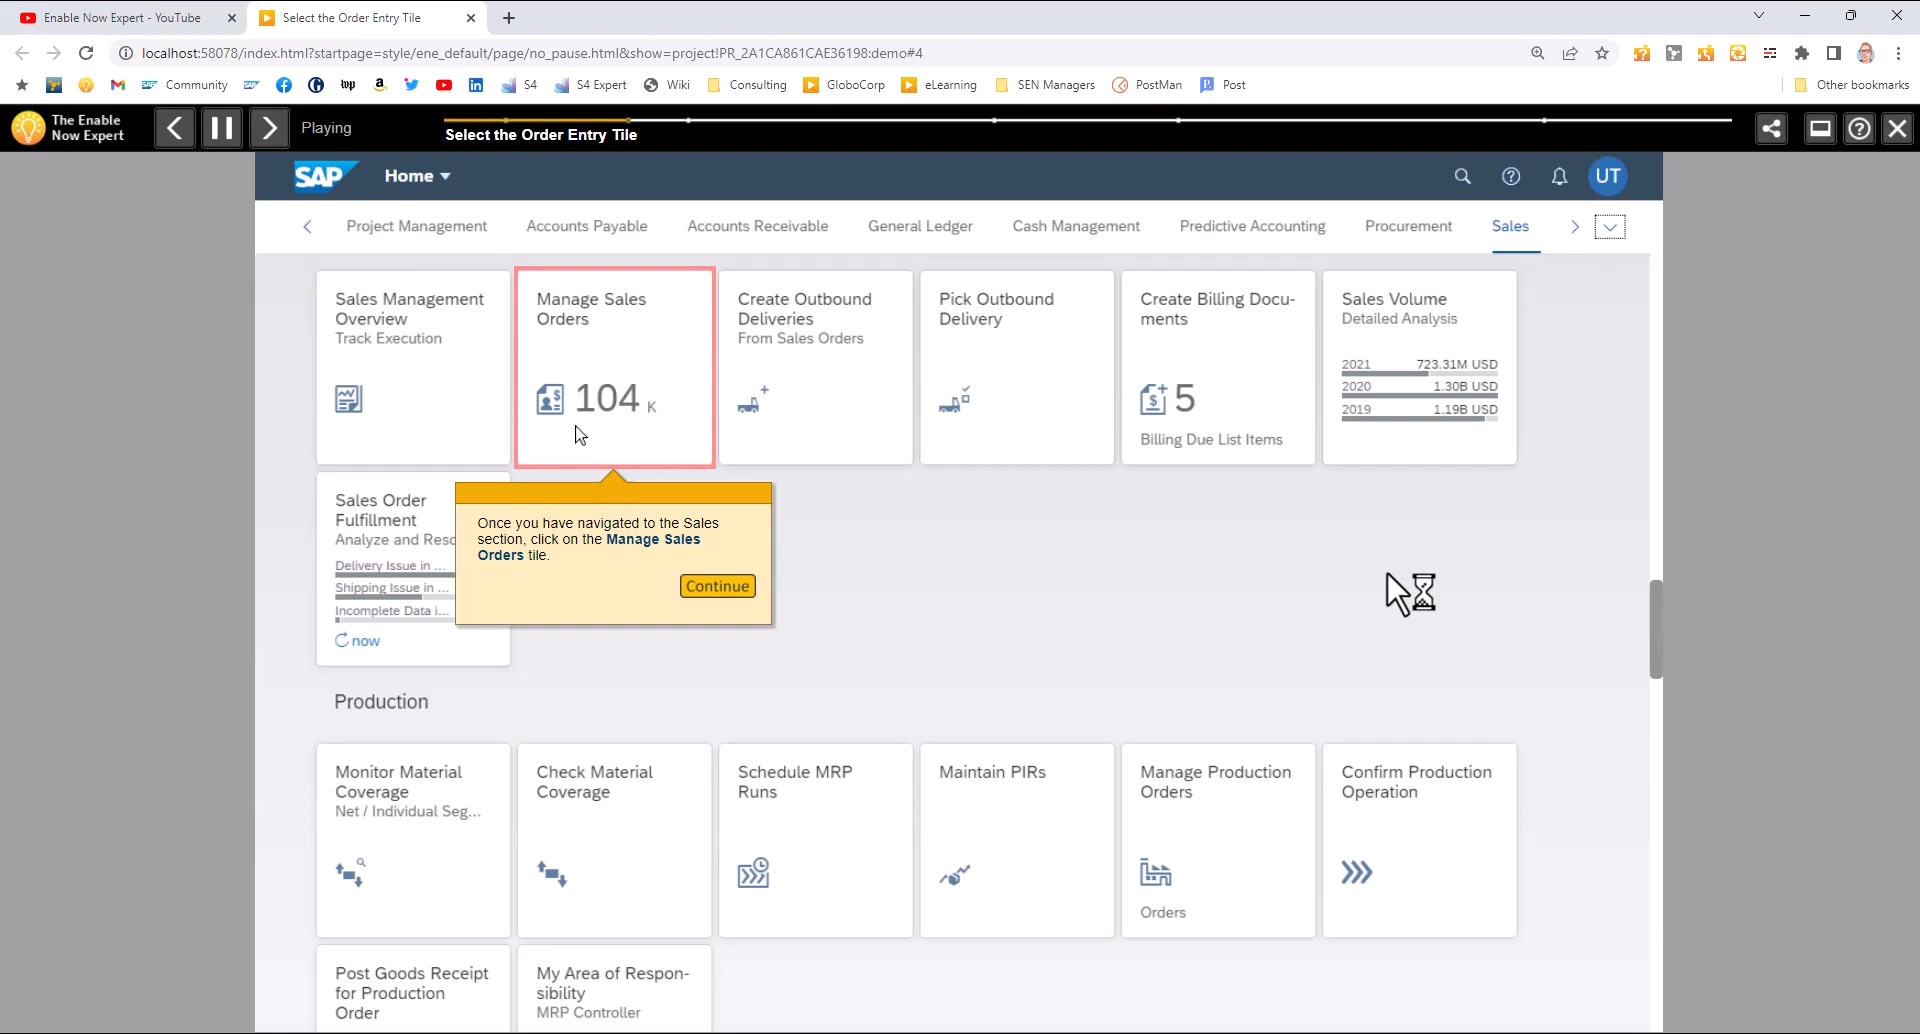 Enable Now Expert - YouTube
Select the Order Entry Tile
localhost:58078/index.html?startpage=style/ene_default/page/no_pause.html&show=project!PR_2A1CA861CAE36198:demo#4
Community
S4
S4 Expert
Wiki
Consulting
GloboCorp
eLearning
SEN Managers
PostMan
Post
Other bookmarks
The Enable
Now Expert
Playing
Select the Order Entry Tile
SAP
Home
UT
Project Management
Accounts Payable
Accounts Receivable
General Ledger
Cash Management
Predictive Accounting
Procurement
Sales
Sales Management
Overview
Track Execution
Manage Sales
Orders
104 K
Create Outbound
Deliveries
From Sales Orders
Pick Outbound
Delivery
Create Billing Docu-
ments
5
Billing Due List Items
Sales Volume
Detailed Analysis
2021 723.31M USD
2020 1.30B USD
2019 1.19B USD
Sales Order
Fulfillment
Analyze and Reso
Delivery Issue in ...
Shipping Issue in ...
Incomplete Data i...
now
Once you have navigated to the Sales
section, click on the Manage Sales
Orders tile.
Continue
Production
Monitor Material
Coverage
Net / Individual Seg...
Check Material
Coverage
Schedule MRP
Runs
Maintain PIRs
Manage Production
Orders
Orders
Confirm Production
Operation
Post Goods Receipt
for Production
Order
My Area of Respon-
sibility
MRP Controller